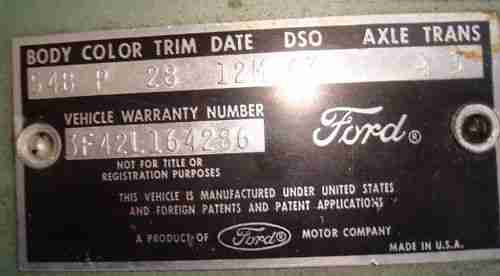 BODY COLOR TRIM DATE DSO AXLE TRANS
54B P 28 12M
VEHICLE WARRANTY NUMBER
3F42L164286
Ford®
NOT FOR TITLE OR
REGISTRATION PURPOSES
THIS VEHICLE IS MANUFACTURED UNDER UNITED STATES
AND FOREIGN PATENTS AND PATENT APPLICATIONS
A PRODUCT OF Ford® MOTOR COMPANY
MADE IN U.S.A.